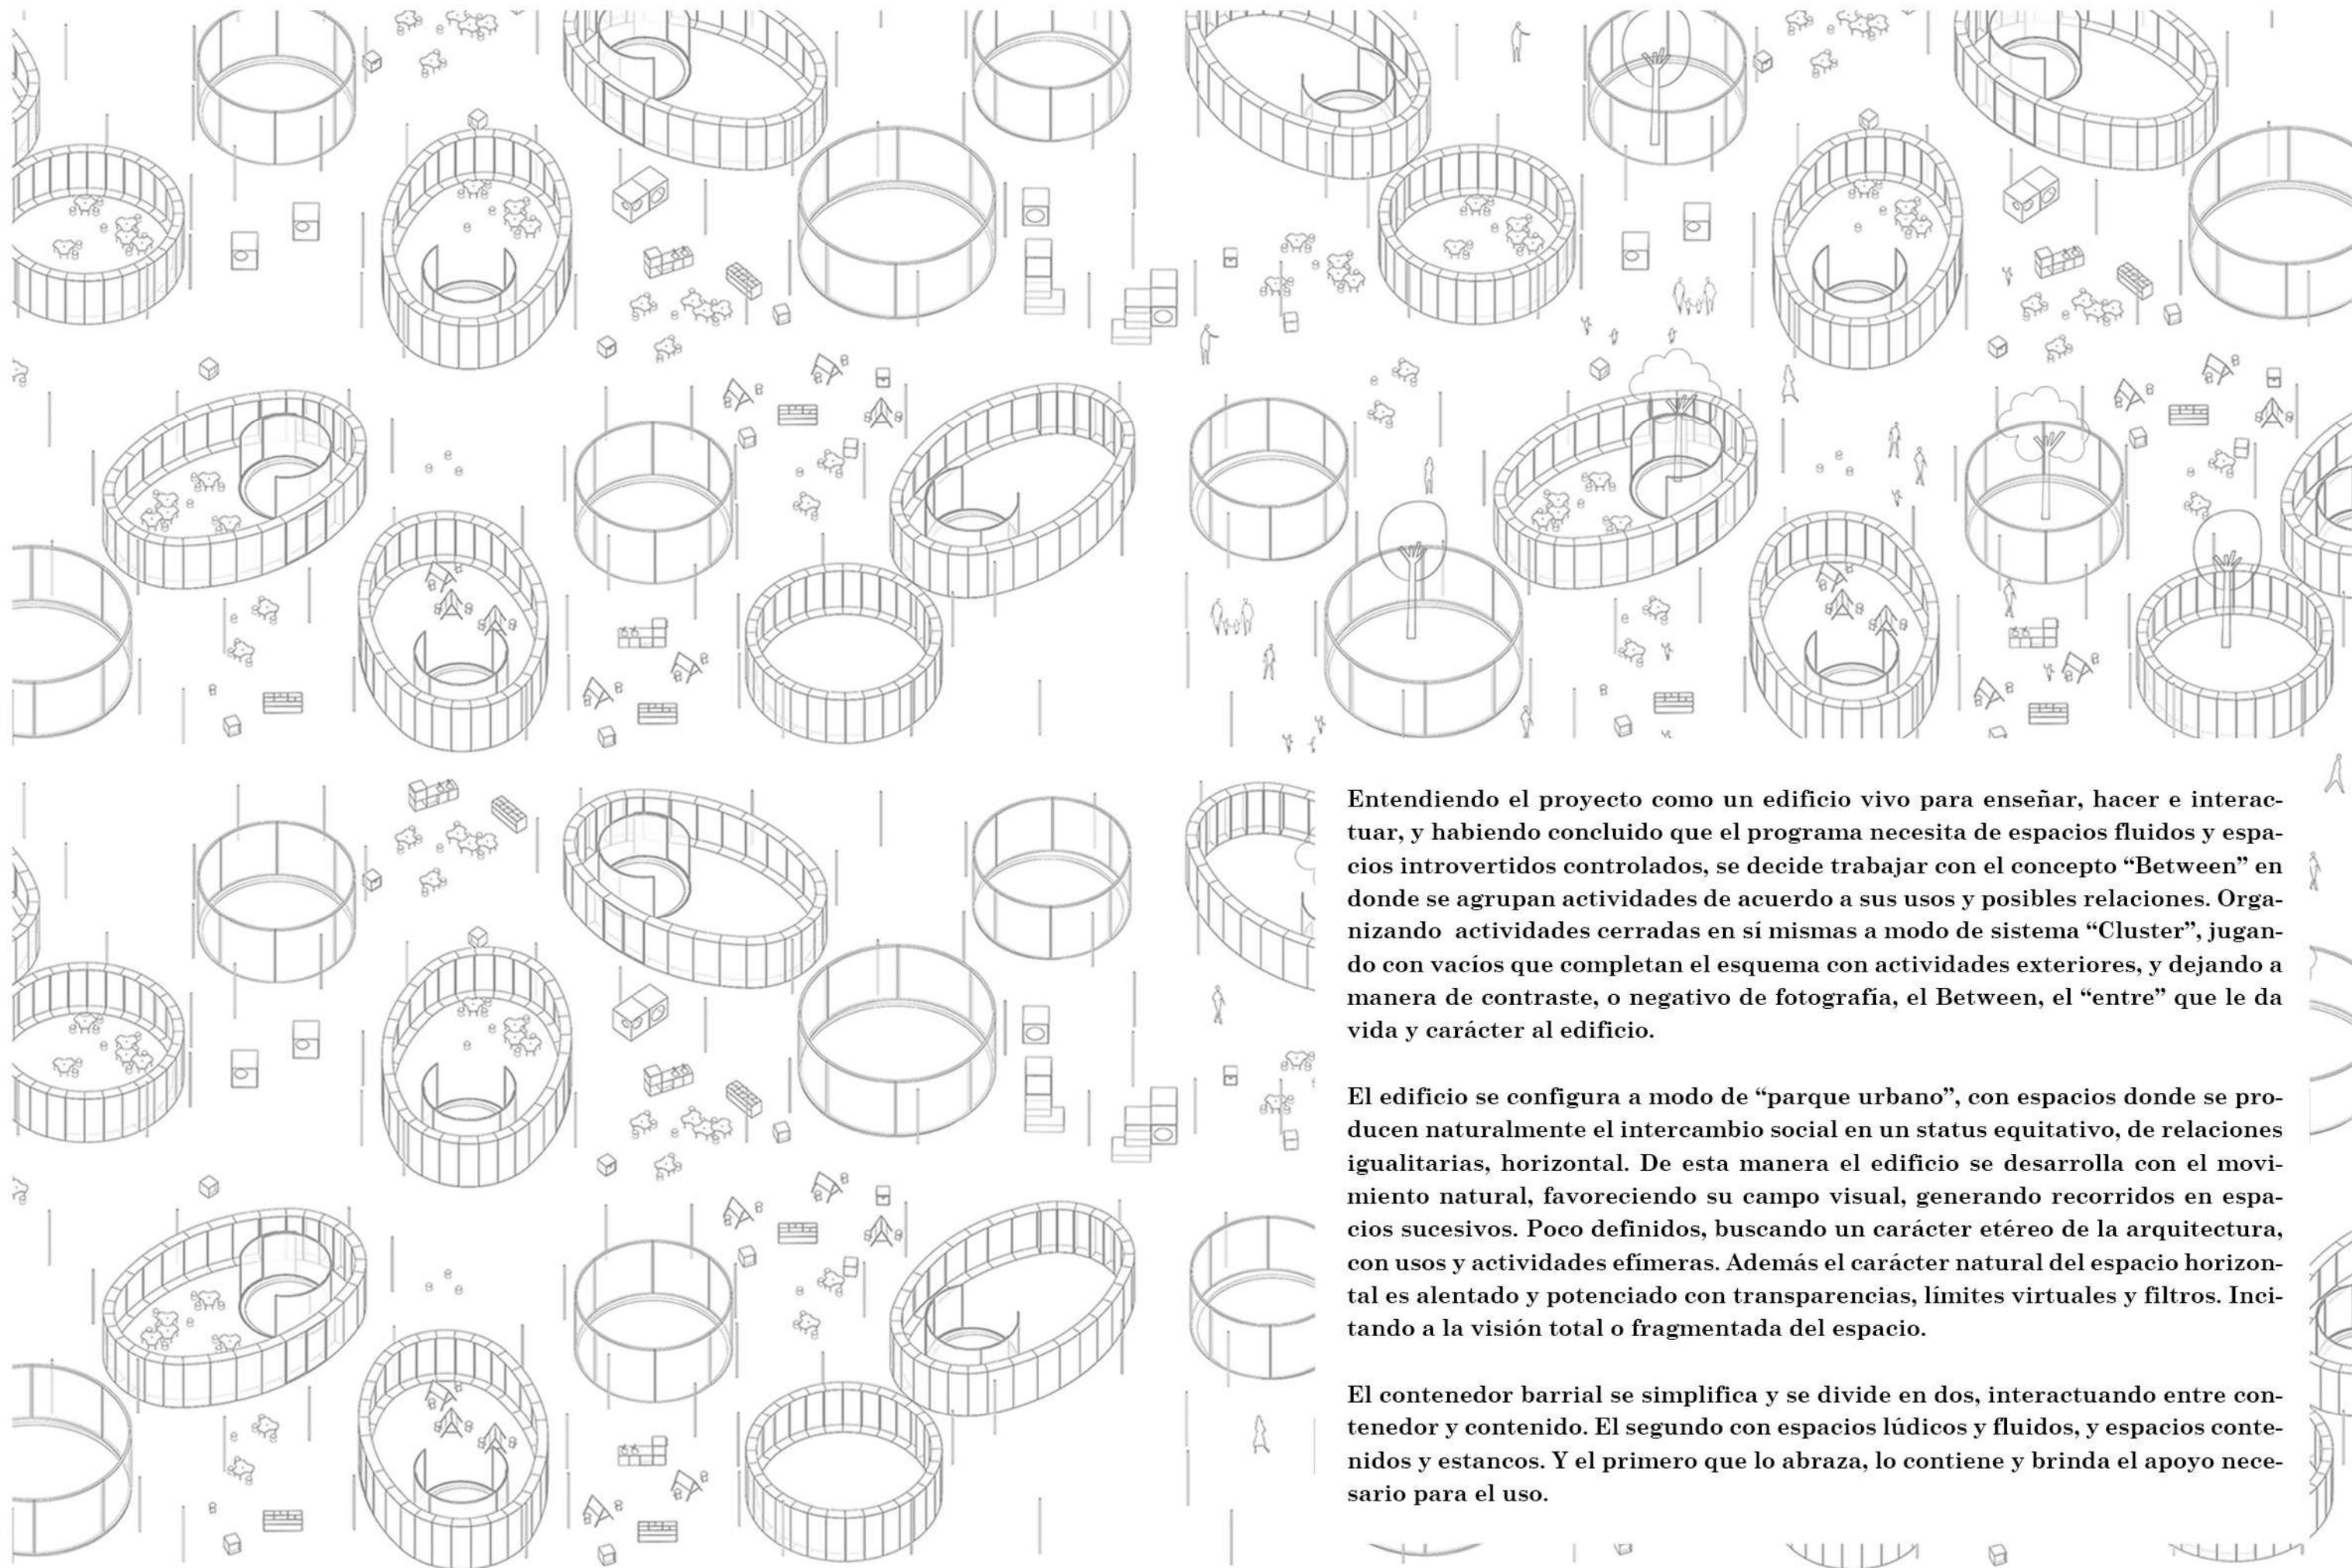 Entendiendo el proyecto como un edificio vivo para enseñar, hacer e interac-
tuar, y habiendo concluido que el programa necesita de espacios fluidos y espa-
cios introvertidos controlados, se decide trabajar con el concepto “Between” en
donde se agrupan actividades de acuerdo a sus usos y posibles relaciones. Orga-
nizando  actividades cerradas en sí mismas a modo de sistema “Cluster”, jugan-
do con vacíos que completan el esquema con actividades exteriores, y dejando a
manera de contraste, o negativo de fotografía, el Between, el “entre” que le da
vida y carácter al edificio.

El edificio se configura a modo de “parque urbano”, con espacios donde se pro-
ducen naturalmente el intercambio social en un status equitativo, de relaciones
igualitarias, horizontal. De esta manera el edificio se desarrolla con el movi-
miento natural, favoreciendo su campo visual, generando recorridos en espa-
cios sucesivos. Poco definidos, buscando un carácter etéreo de la arquitectura,
con usos y actividades efímeras. Además el carácter natural del espacio horizon-
tal es alentado y potenciado con transparencias, límites virtuales y filtros. Inci-
tando a la visión total o fragmentada del espacio.

El contenedor barrial se simplifica y se divide en dos, interactuando entre con-
tenedor y contenido. El segundo con espacios lúdicos y fluidos, y espacios conte-
nidos y estancos. Y el primero que lo abraza, lo contiene y brinda el apoyo nece-
sario para el uso.